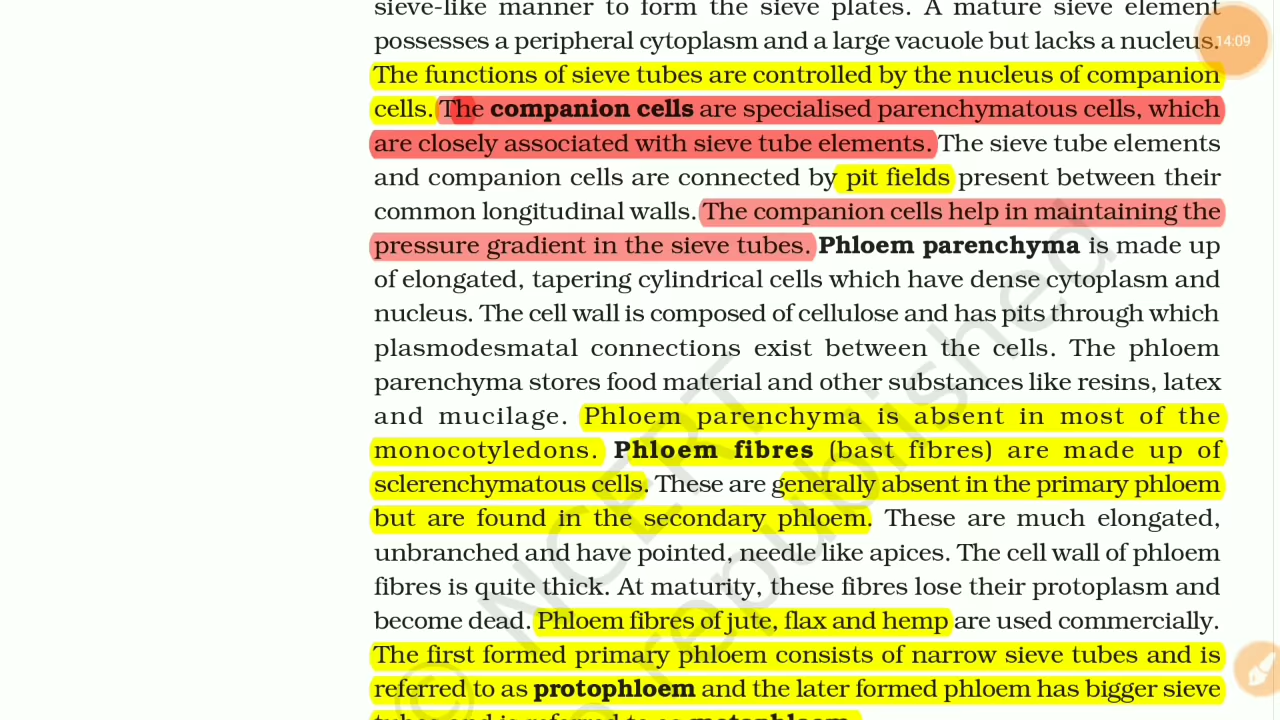 sieve-like manner to form the sieve plates. A mature sieve element
possesses a peripheral cytoplasm and a large vacuole but lacks a nucleus.
14:09
The functions of sieve tubes are controlled by the nucleus of companion
cells. The companion cells are specialised parenchymatous cells, which
are closely associated with sieve tube elements. The sieve tube elements
and companion cells are connected by pit fields present between their
common longitudinal walls. The companion cells help in maintaining the
pressure gradient in the sieve tubes. Phloem parenchyma is made up
of elongated, tapering cylindrical cells which have dense cytoplasm and
nucleus. The cell wall is composed of cellulose and has pits through which
plasmodesmatal connections exist between the cells. The phloem
parenchyma stores food material and other substances like resins, latex
and mucilage. Phloem parenchyma is absent in most of the
monocotyledons. Phloem fibres (bast fibres) are made up of
sclerenchymatous cells. These are generally absent in the primary phloem
but are found in the secondary phloem. These are much elongated,
unbranched and have pointed, needle like apices. The cell wall of phloem
fibres is quite thick. At maturity, these fibres lose their protoplasm and
become dead. Phloem fibres of jute, flax and hemp are used commercially.
The first formed primary phloem consists of narrow sieve tubes and is
referred to as protophloem and the later formed phloem has bigger sieve
tubes and is referred to as metaphloem.
© NCERT
republished